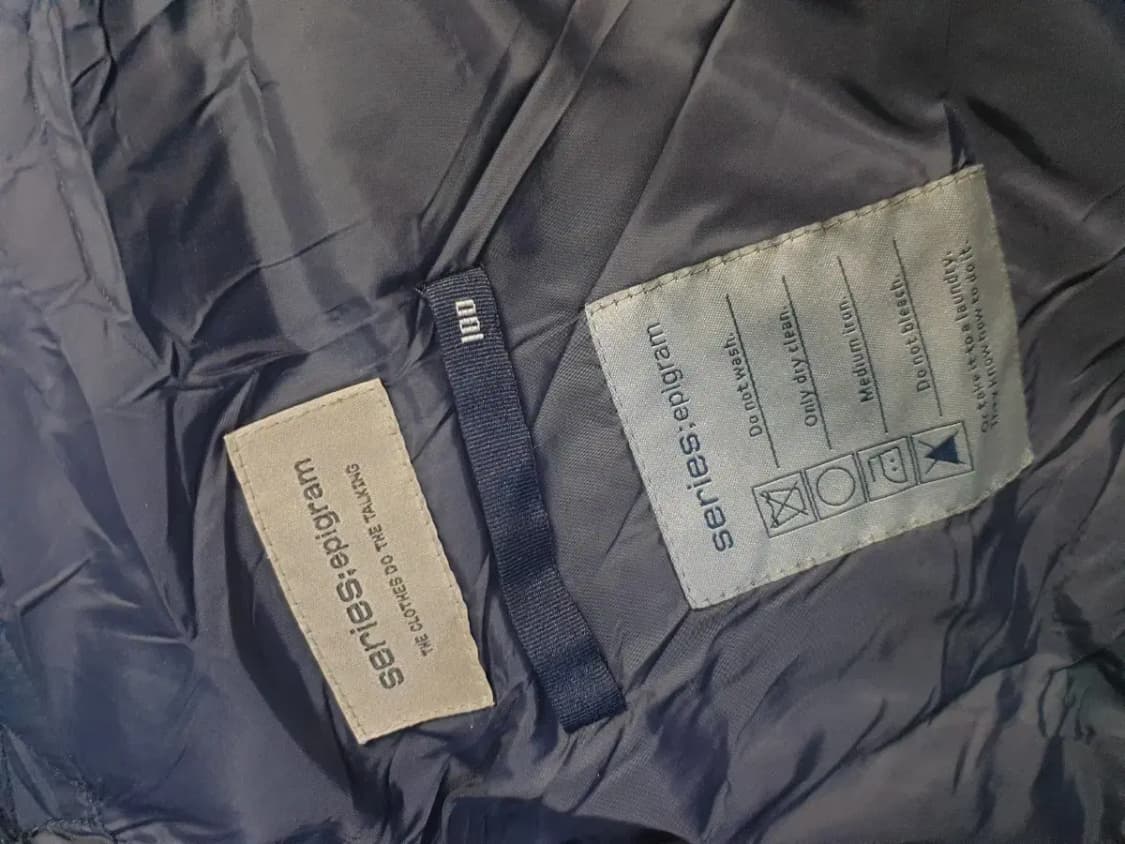 series;epigram
THE CLOTHES DO THE TALKING
100
series;epigram
Do not wash.
Only dry clean.
Medium iron.
Do not bleach.
Or take it to a laundry.
They know how to do it.